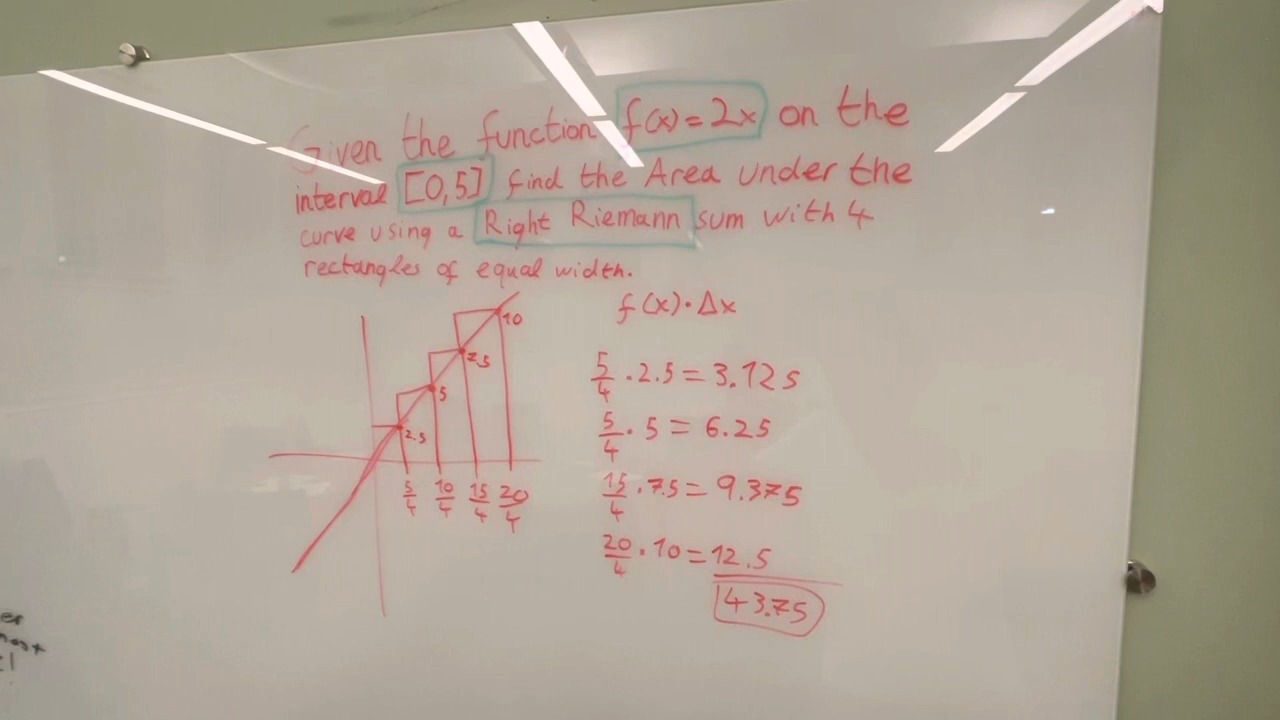 Given the function f(x) = 2x on the
interval [0,5] find the Area under the
curve using a Right Riemann sum with 4
rectangles of equal width.
f(x) · Δx
10
7.5
5
2.5
5/4 10/4 15/4 20/4
5/4 · 2.5 = 3.125
5/4 · 5 = 6.25
15/4 · 7.5 = 9.375
20/4 · 10 = 12.5
43.75